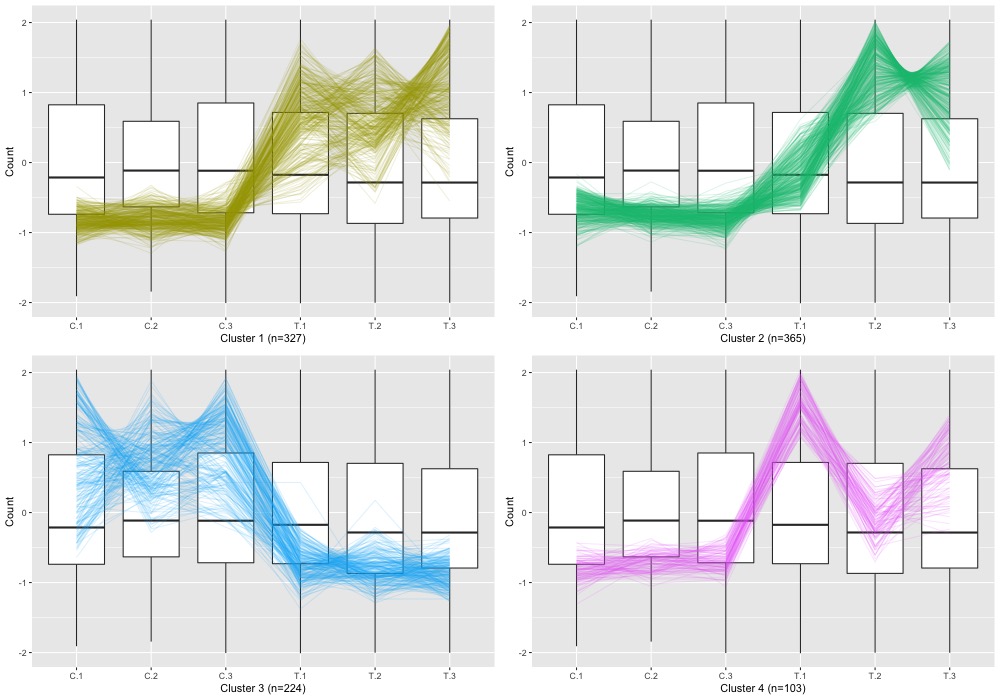 2
1
0
-1
-2
Count
C.1 C.2 C.3 T.1 T.2 T.3
Cluster 1 (n=327)
2
1
0
-1
-2
Count
C.1 C.2 C.3 T.1 T.2 T.3
Cluster 2 (n=365)
2
1
0
-1
-2
Count
C.1 C.2 C.3 T.1 T.2 T.3
Cluster 3 (n=224)
2
1
0
-1
-2
Count
C.1 C.2 C.3 T.1 T.2 T.3
Cluster 4 (n=103)